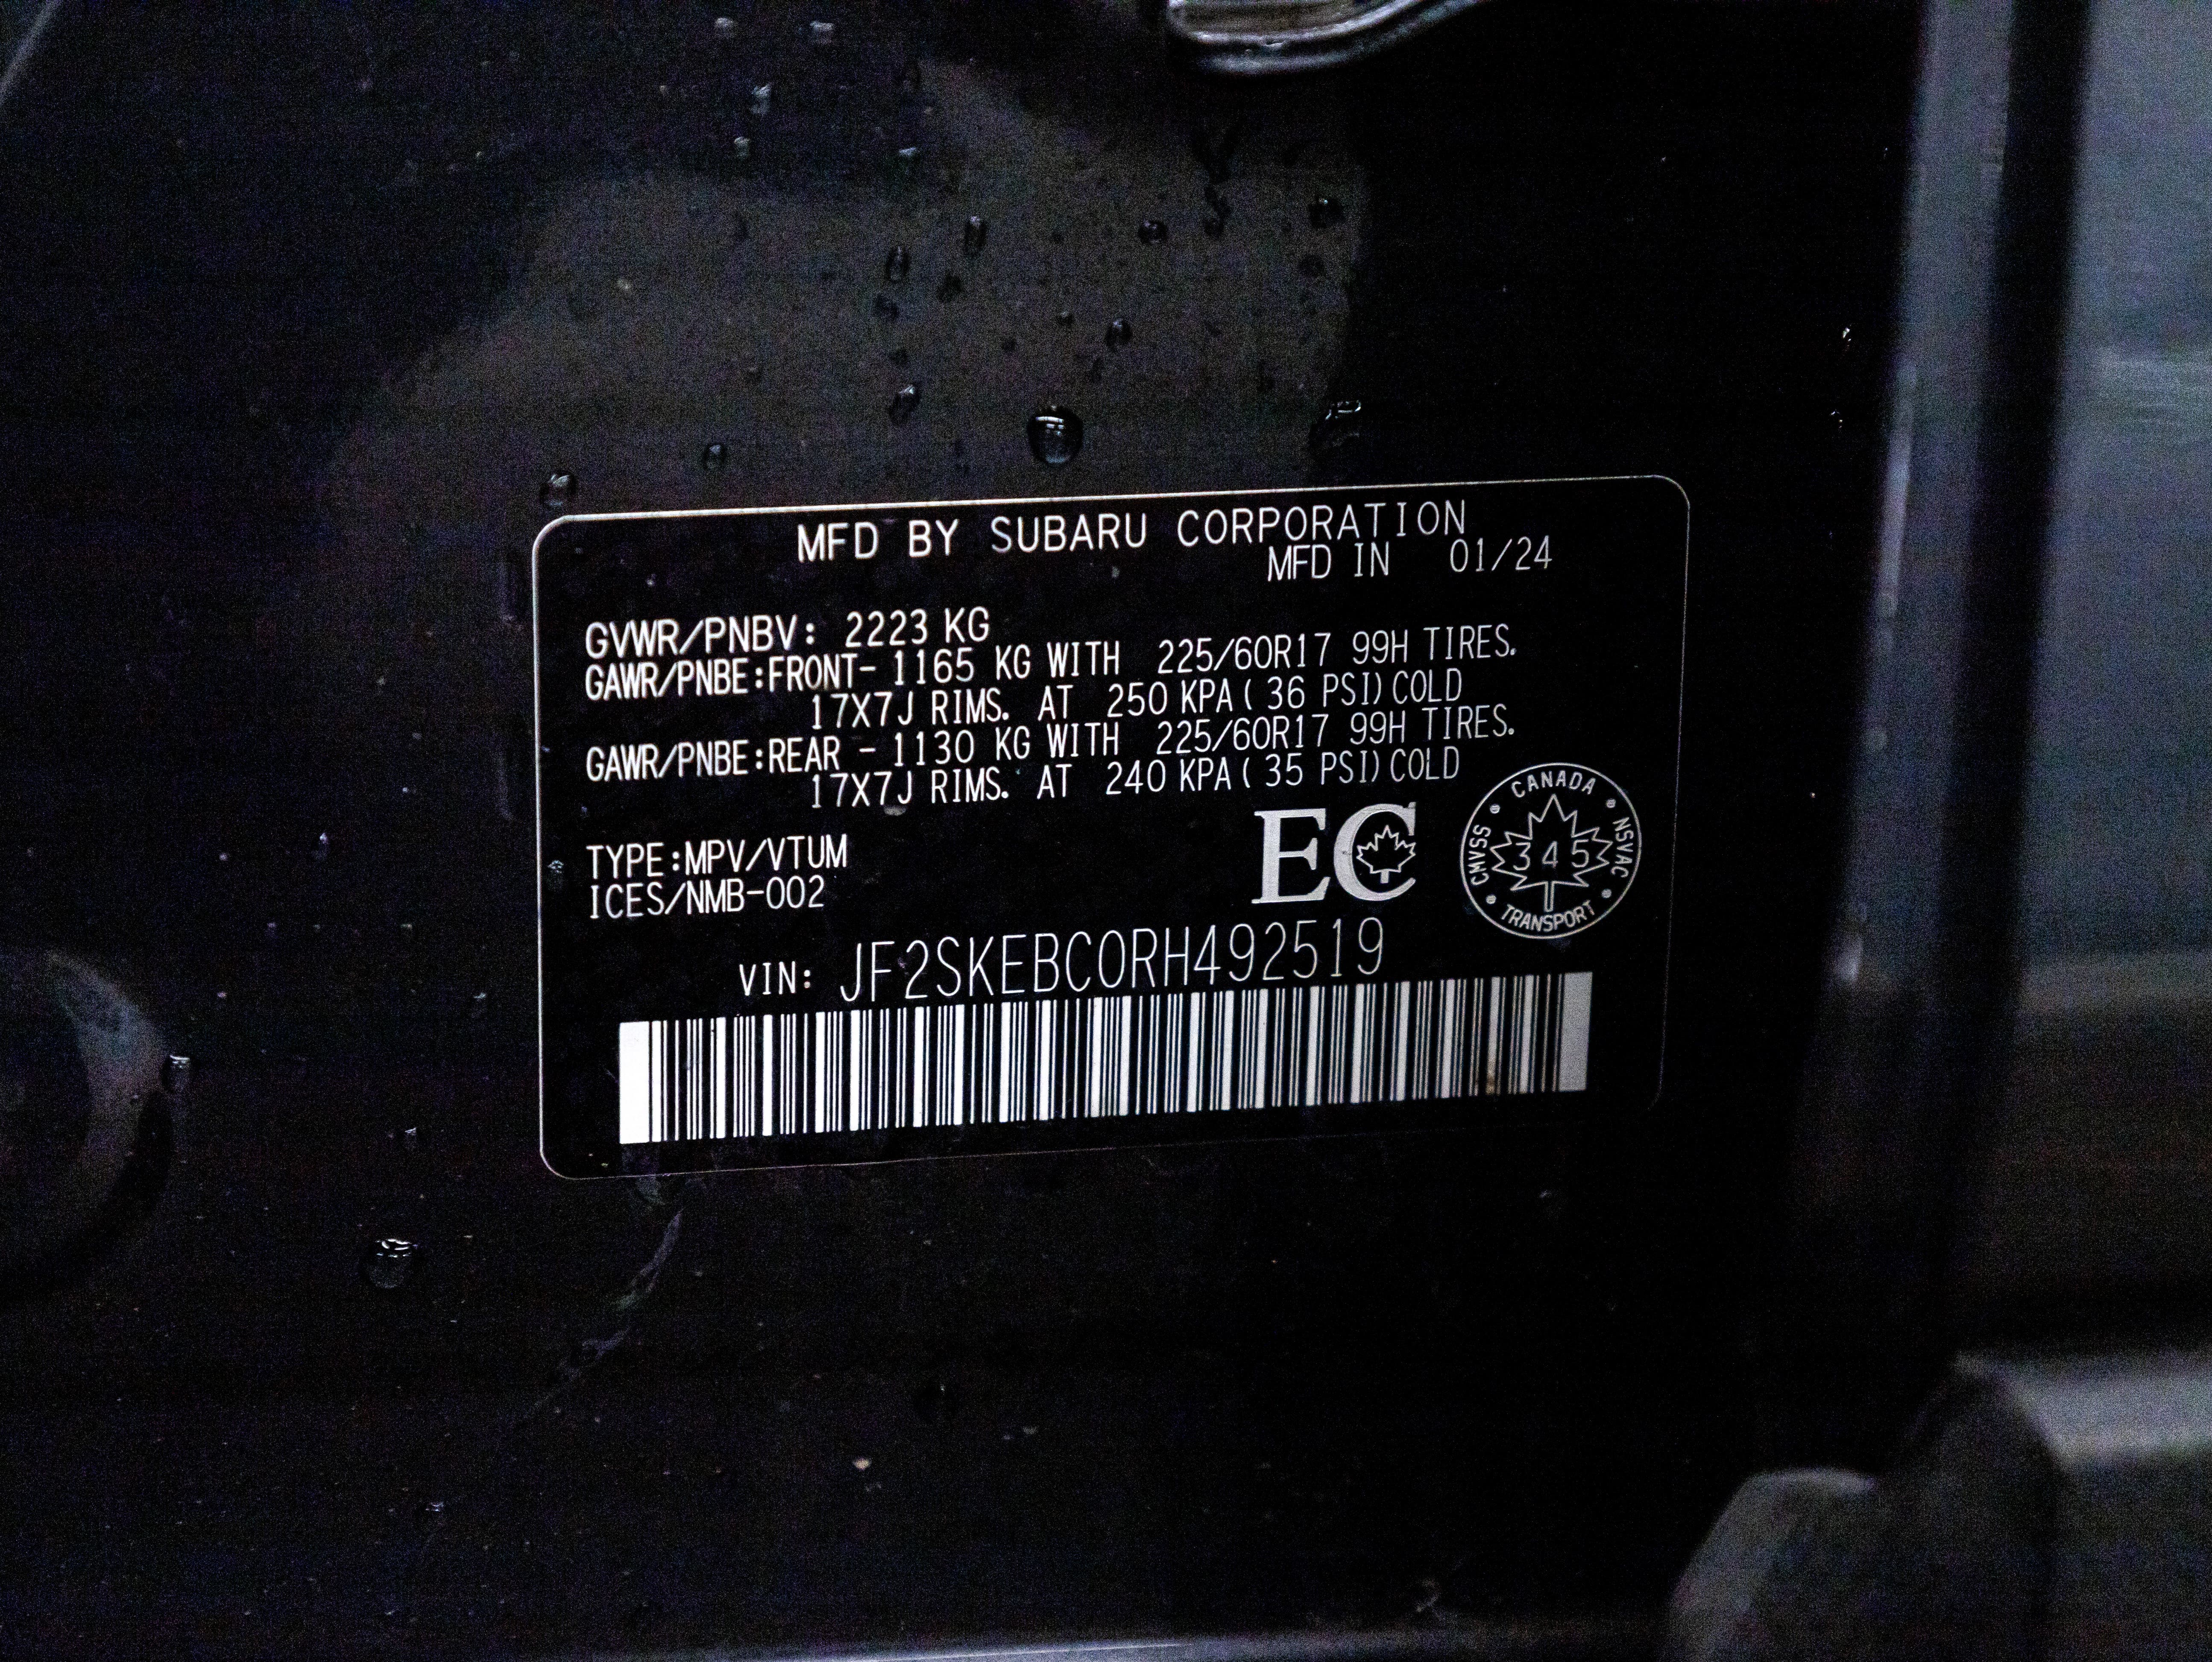 MFD BY SUBARU CORPORATION
MFD IN 01/24
GVWR/PNBV: 2223 KG
GAWR/PNBE:FRONT- 1165 KG WITH 225/60R17 99H TIRES.
17X7J RIMS. AT 250 KPA ( 36 PSI) COLD
GAWR/PNBE:REAR - 1130 KG WITH 225/60R17 99H TIRES.
17X7J RIMS. AT 240 KPA ( 35 PSI) COLD
TYPE:MPV/VTUM
ICES/NMB-002
EC
CANADA
CMVSS
NSVAC
345
TRANSPORT
VIN: JF2SKEBC0RH492519